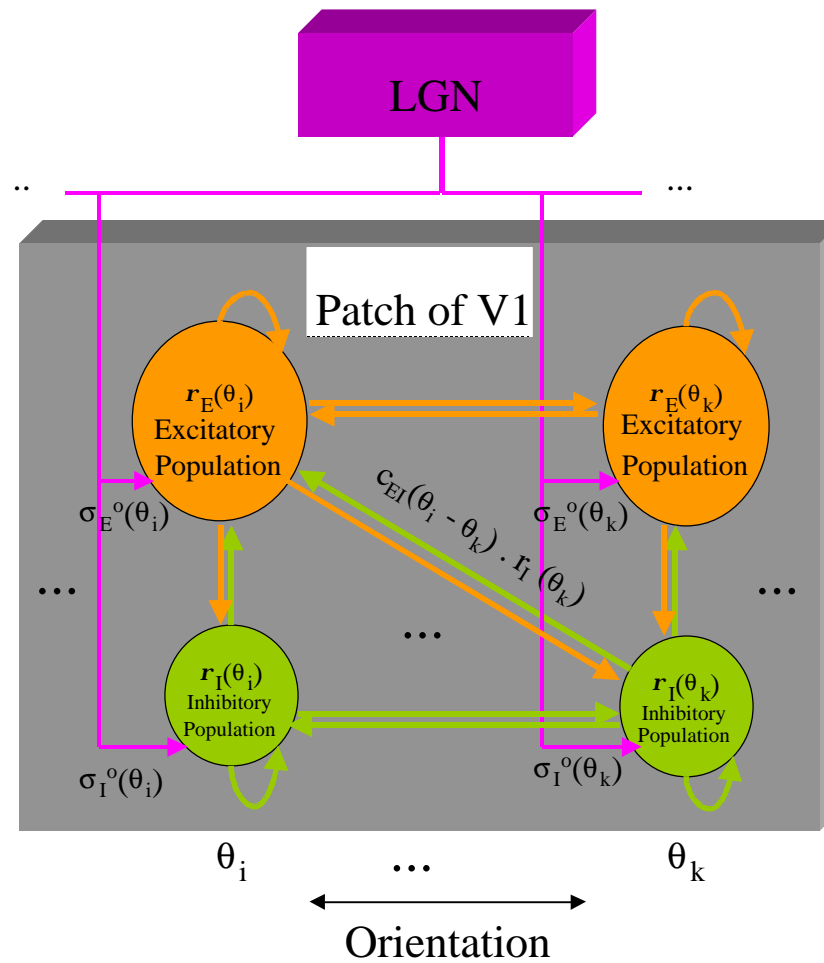 LGN
.. ...
Patch of V1
r_E(θ_i)
Excitatory
Population
r_E(θ_k)
Excitatory
Population
σ_E^o(θ_i)
c_EI(θ_i - θ_k) . r_I(θ_k)
σ_E^o(θ_k)
... ...
...
r_I(θ_i)
Inhibitory
Population
r_I(θ_k)
Inhibitory
Population
σ_I^o(θ_i)
σ_I^o(θ_k)
θ_i ... θ_k
Orientation